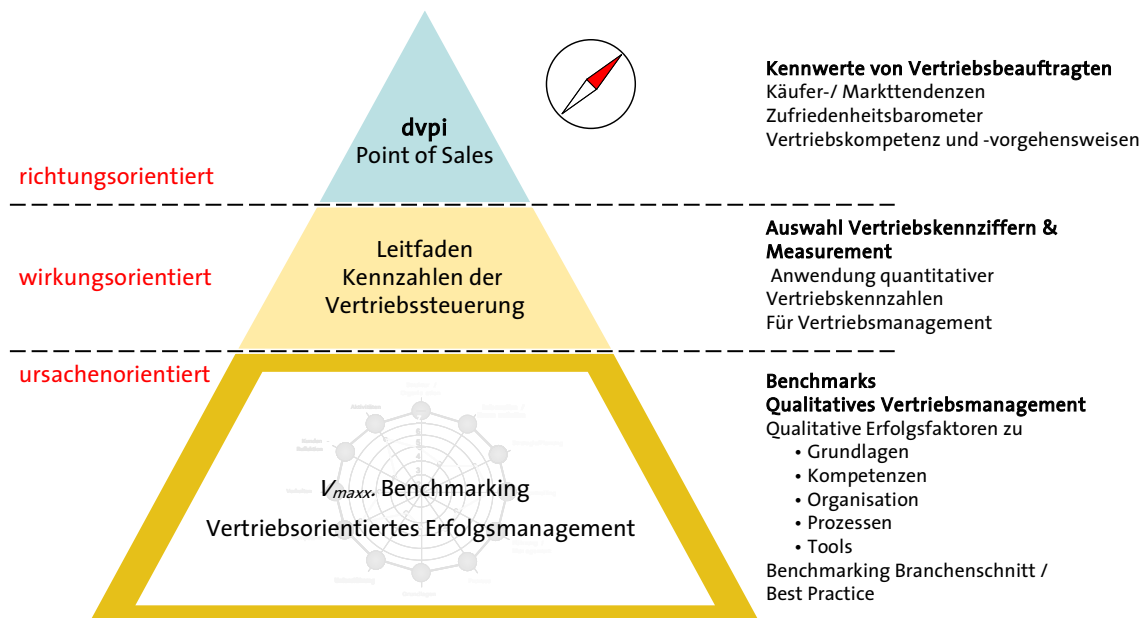 Kennwerte von Vertriebsbeauftragten
Käufer-/ Markttendenzen
Zufriedenheitsbarometer
Vertriebskompetenz und -vorgehensweisen
dvpi
Point of Sales
richtungsorientiert
Auswahl Vertriebskennziffern &
Measurement
Anwendung quantitativer
Vertriebskennzahlen
Für Vertriebsmanagement
Leitfaden
Kennzahlen der
Vertriebssteuerung
wirkungsorientiert
ursachenorientiert
Benchmarks
Qualitatives Vertriebsmanagement
Qualitative Erfolgsfaktoren zu
• Grundlagen
• Kompetenzen
• Organisation
• Prozessen
• Tools
Benchmarking Branchenschnitt /
Best Practice
Vmaxx. Benchmarking
Vertriebsorientiertes Erfolgsmanagement